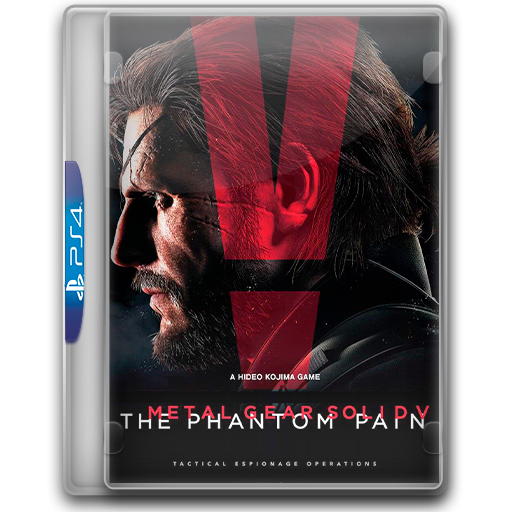 PS4
A HIDEO KOJIMA GAME
METAL GEAR SOLID V
THE PHANTOM PAIN
TACTICAL ESPIONAGE OPERATIONS